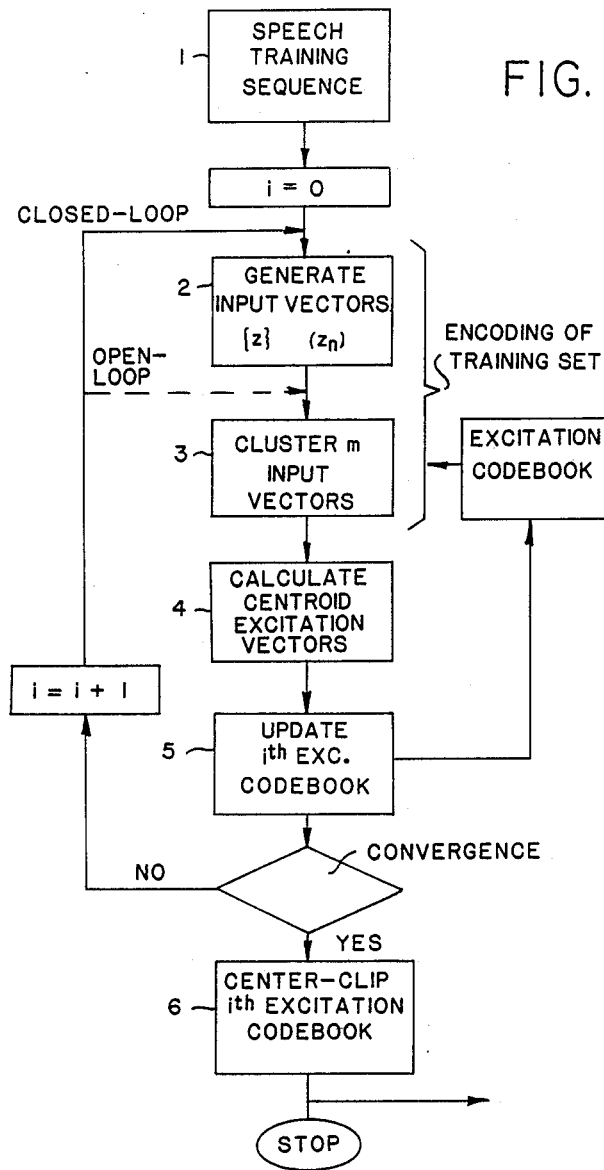 SPEECH
TRAINING
SEQUENCE
1
FIG.
i = 0
CLOSED-LOOP
2
GENERATE
INPUT VECTORS
{z} (zn)
OPEN-
LOOP
ENCODING OF
TRAINING SET
3
CLUSTER m
INPUT
VECTORS
EXCITATION
CODEBOOK
4
CALCULATE
CENTROID
EXCITATION
VECTORS
i = i + 1
5
UPDATE
ith EXC.
CODEBOOK
CONVERGENCE
NO
YES
6
CENTER-CLIP
ith EXCITATION
CODEBOOK
STOP